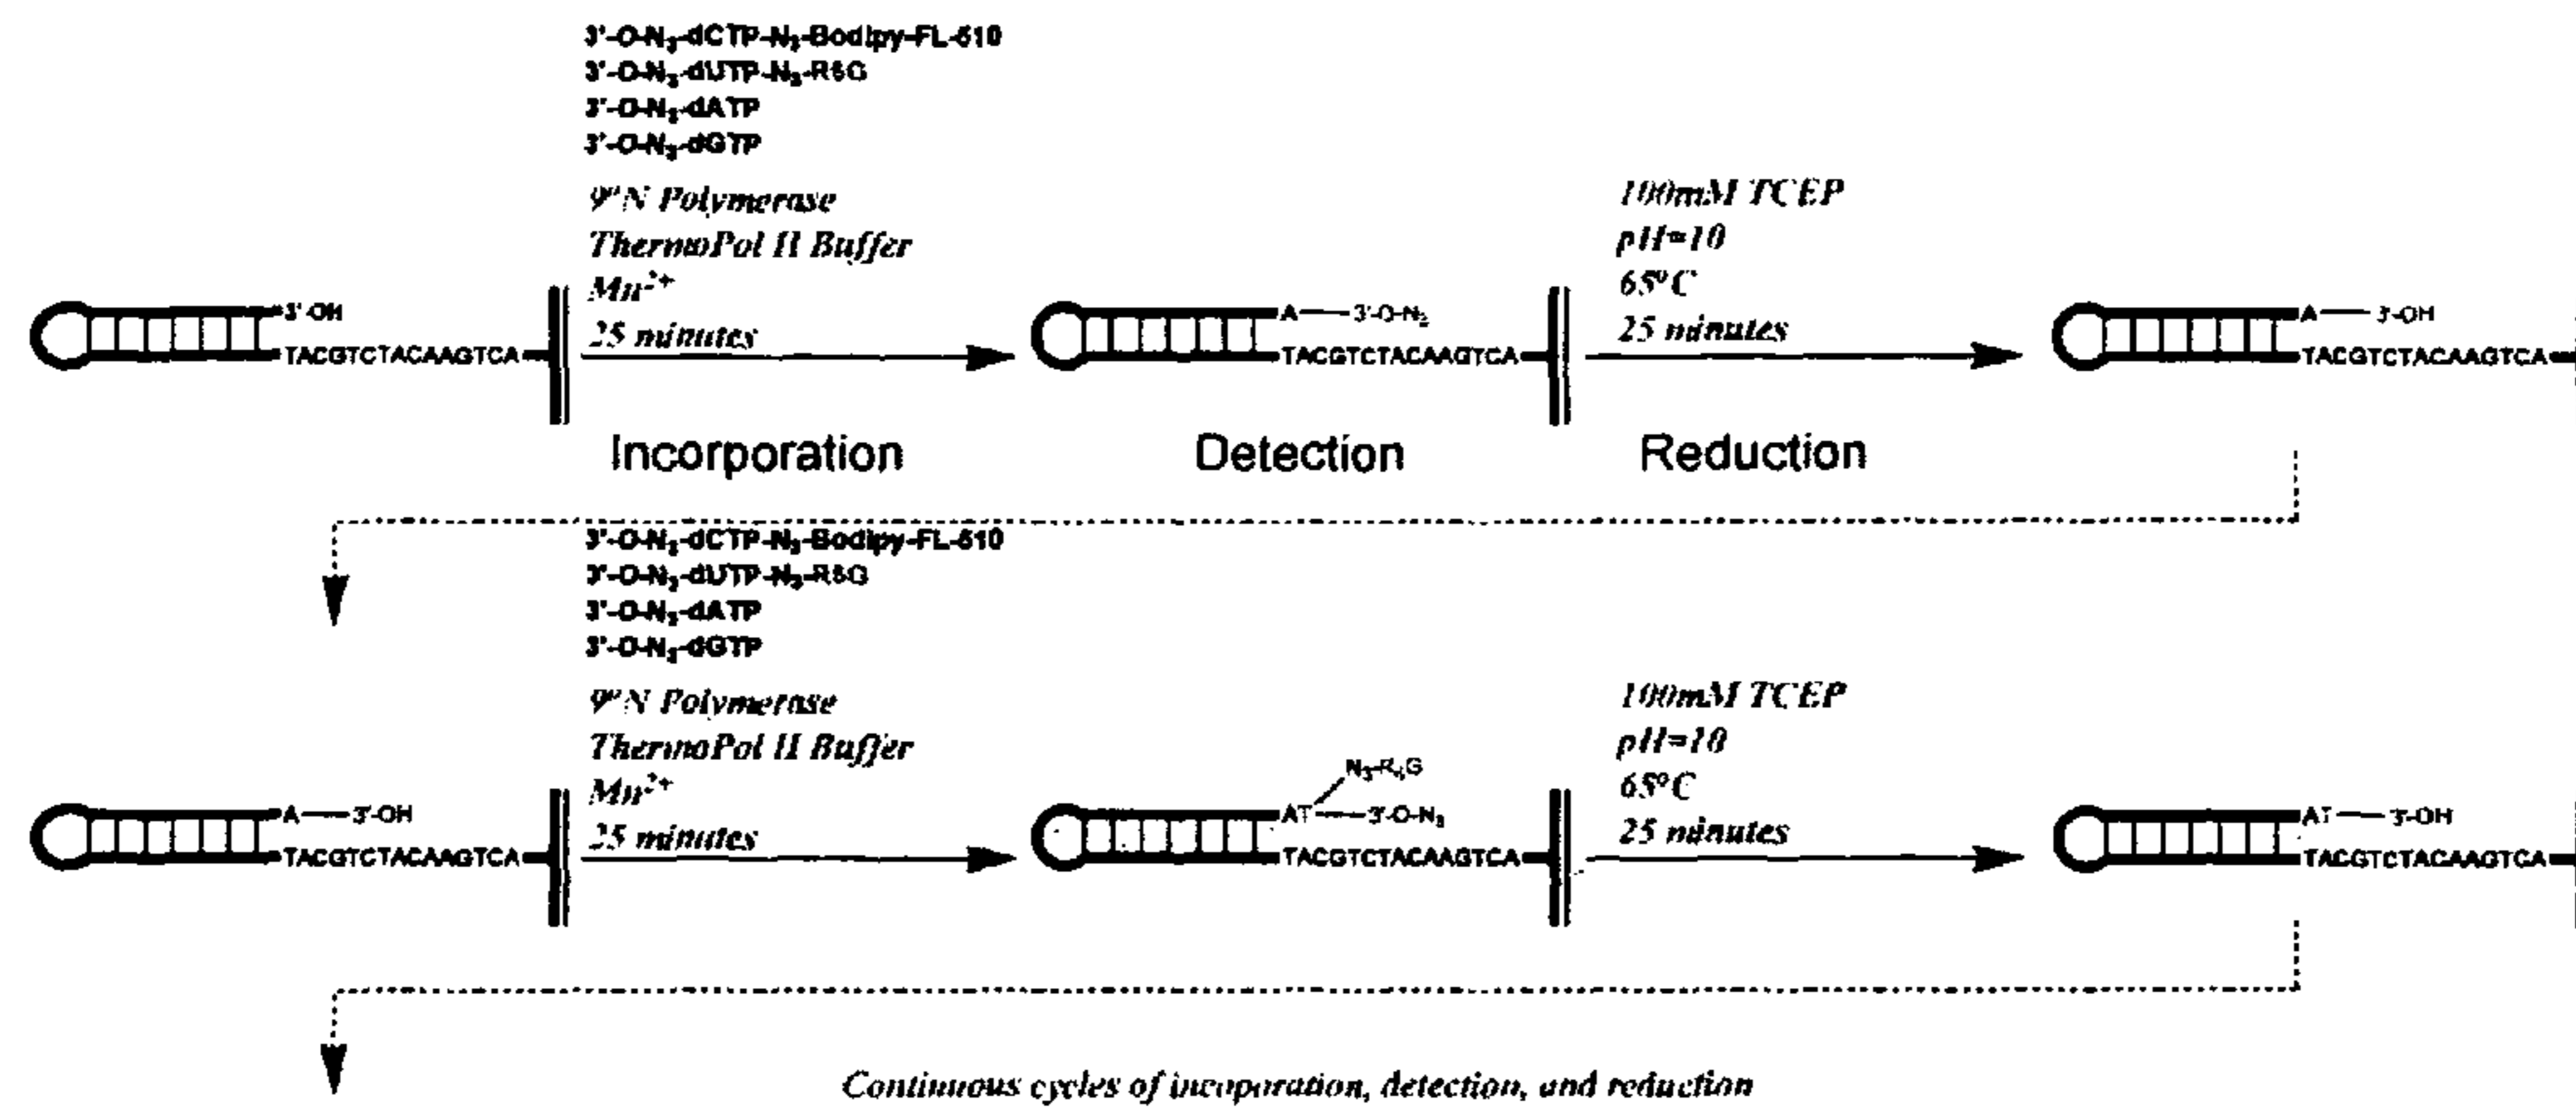 3'-O-N3-dCTP-N3-Bodipy-FL-510
3'-O-N3-dUTP-N3-R6G
3'-O-N3-dATP
3'-O-N3-dGTP
9°N Polymerase
ThermoPol II Buffer
Mn2+
25 minutes
100mM TCEP
pH=10
65°C
25 minutes
3'-OH
TACGTCTACAAGTCA
A 3'-O-N3
TACGTCTACAAGTCA
A 3'-OH
TACGTCTACAAGTCA
Incorporation
Detection
Reduction
3'-O-N3-dCTP-N3-Bodipy-FL-510
3'-O-N3-dUTP-N3-R6G
3'-O-N3-dATP
3'-O-N3-dGTP
9°N Polymerase
ThermoPol II Buffer
Mn2+
25 minutes
100mM TCEP
pH=10
65°C
25 minutes
A 3'-OH
TACGTCTACAAGTCA
N3-R6G
AT 3'-O-N3
TACGTCTACAAGTCA
AT 3'-OH
TACGTCTACAAGTCA
Continuous cycles of incoporation, detection, and reduction